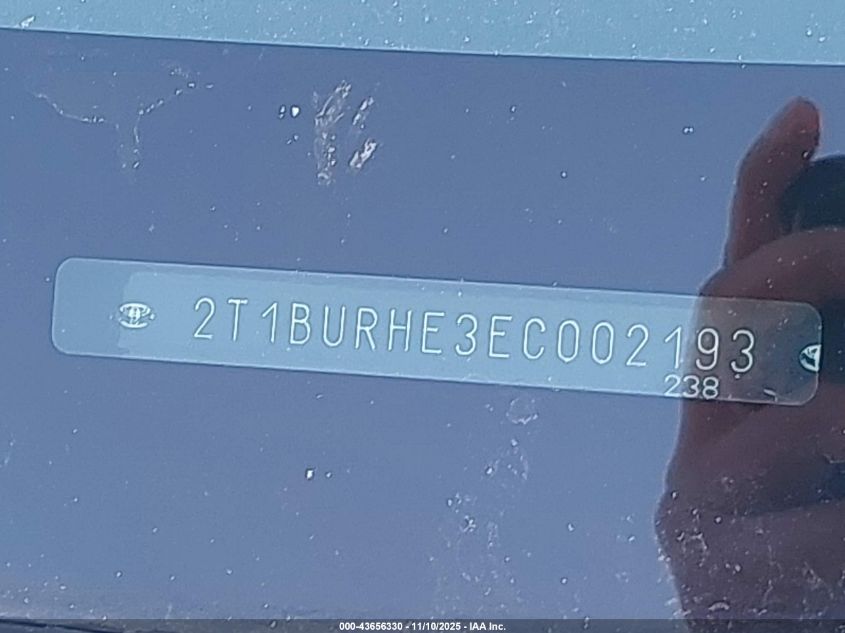 2T1BURHE3EC002193
238
000-43656330 - 11/10/2025 - IAA Inc.